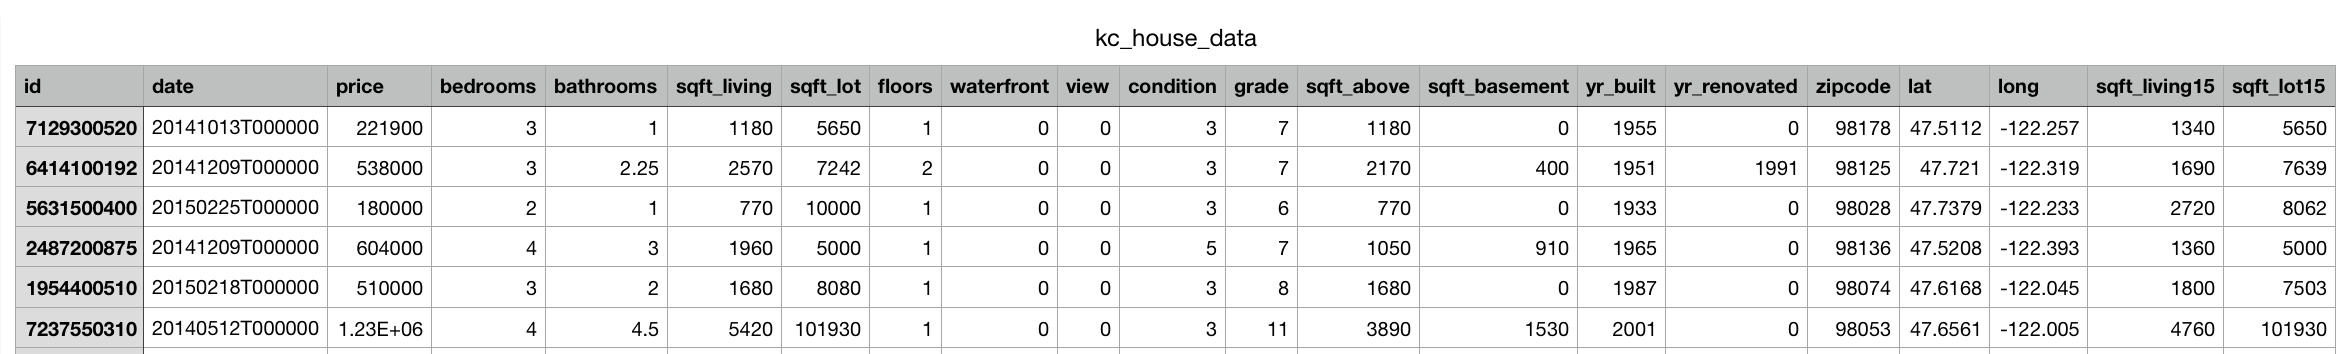 kc_house_data
id date price bedrooms bathrooms sqft_living sqft_lot floors waterfront view condition grade sqft_above sqft_basement yr_built yr_renovated zipcode lat long sqft_living15 sqft_lot15
7129300520 20141013T000000 221900 3 1 1180 5650 1 0 0 3 7 1180 0 1955 0 98178 47.5112 -122.257 1340 5650
6414100192 20141209T000000 538000 3 2.25 2570 7242 2 0 0 3 7 2170 400 1951 1991 98125 47.721 -122.319 1690 7639
5631500400 20150225T000000 180000 2 1 770 10000 1 0 0 3 6 770 0 1933 0 98028 47.7379 -122.233 2720 8062
2487200875 20141209T000000 604000 4 3 1960 5000 1 0 0 5 7 1050 910 1965 0 98136 47.5208 -122.393 1360 5000
1954400510 20150218T000000 510000 3 2 1680 8080 1 0 0 3 8 1680 0 1987 0 98074 47.6168 -122.045 1800 7503
7237550310 20140512T000000 1.23E+06 4 4.5 5420 101930 1 0 0 3 11 3890 1530 2001 0 98053 47.6561 -122.005 4760 101930